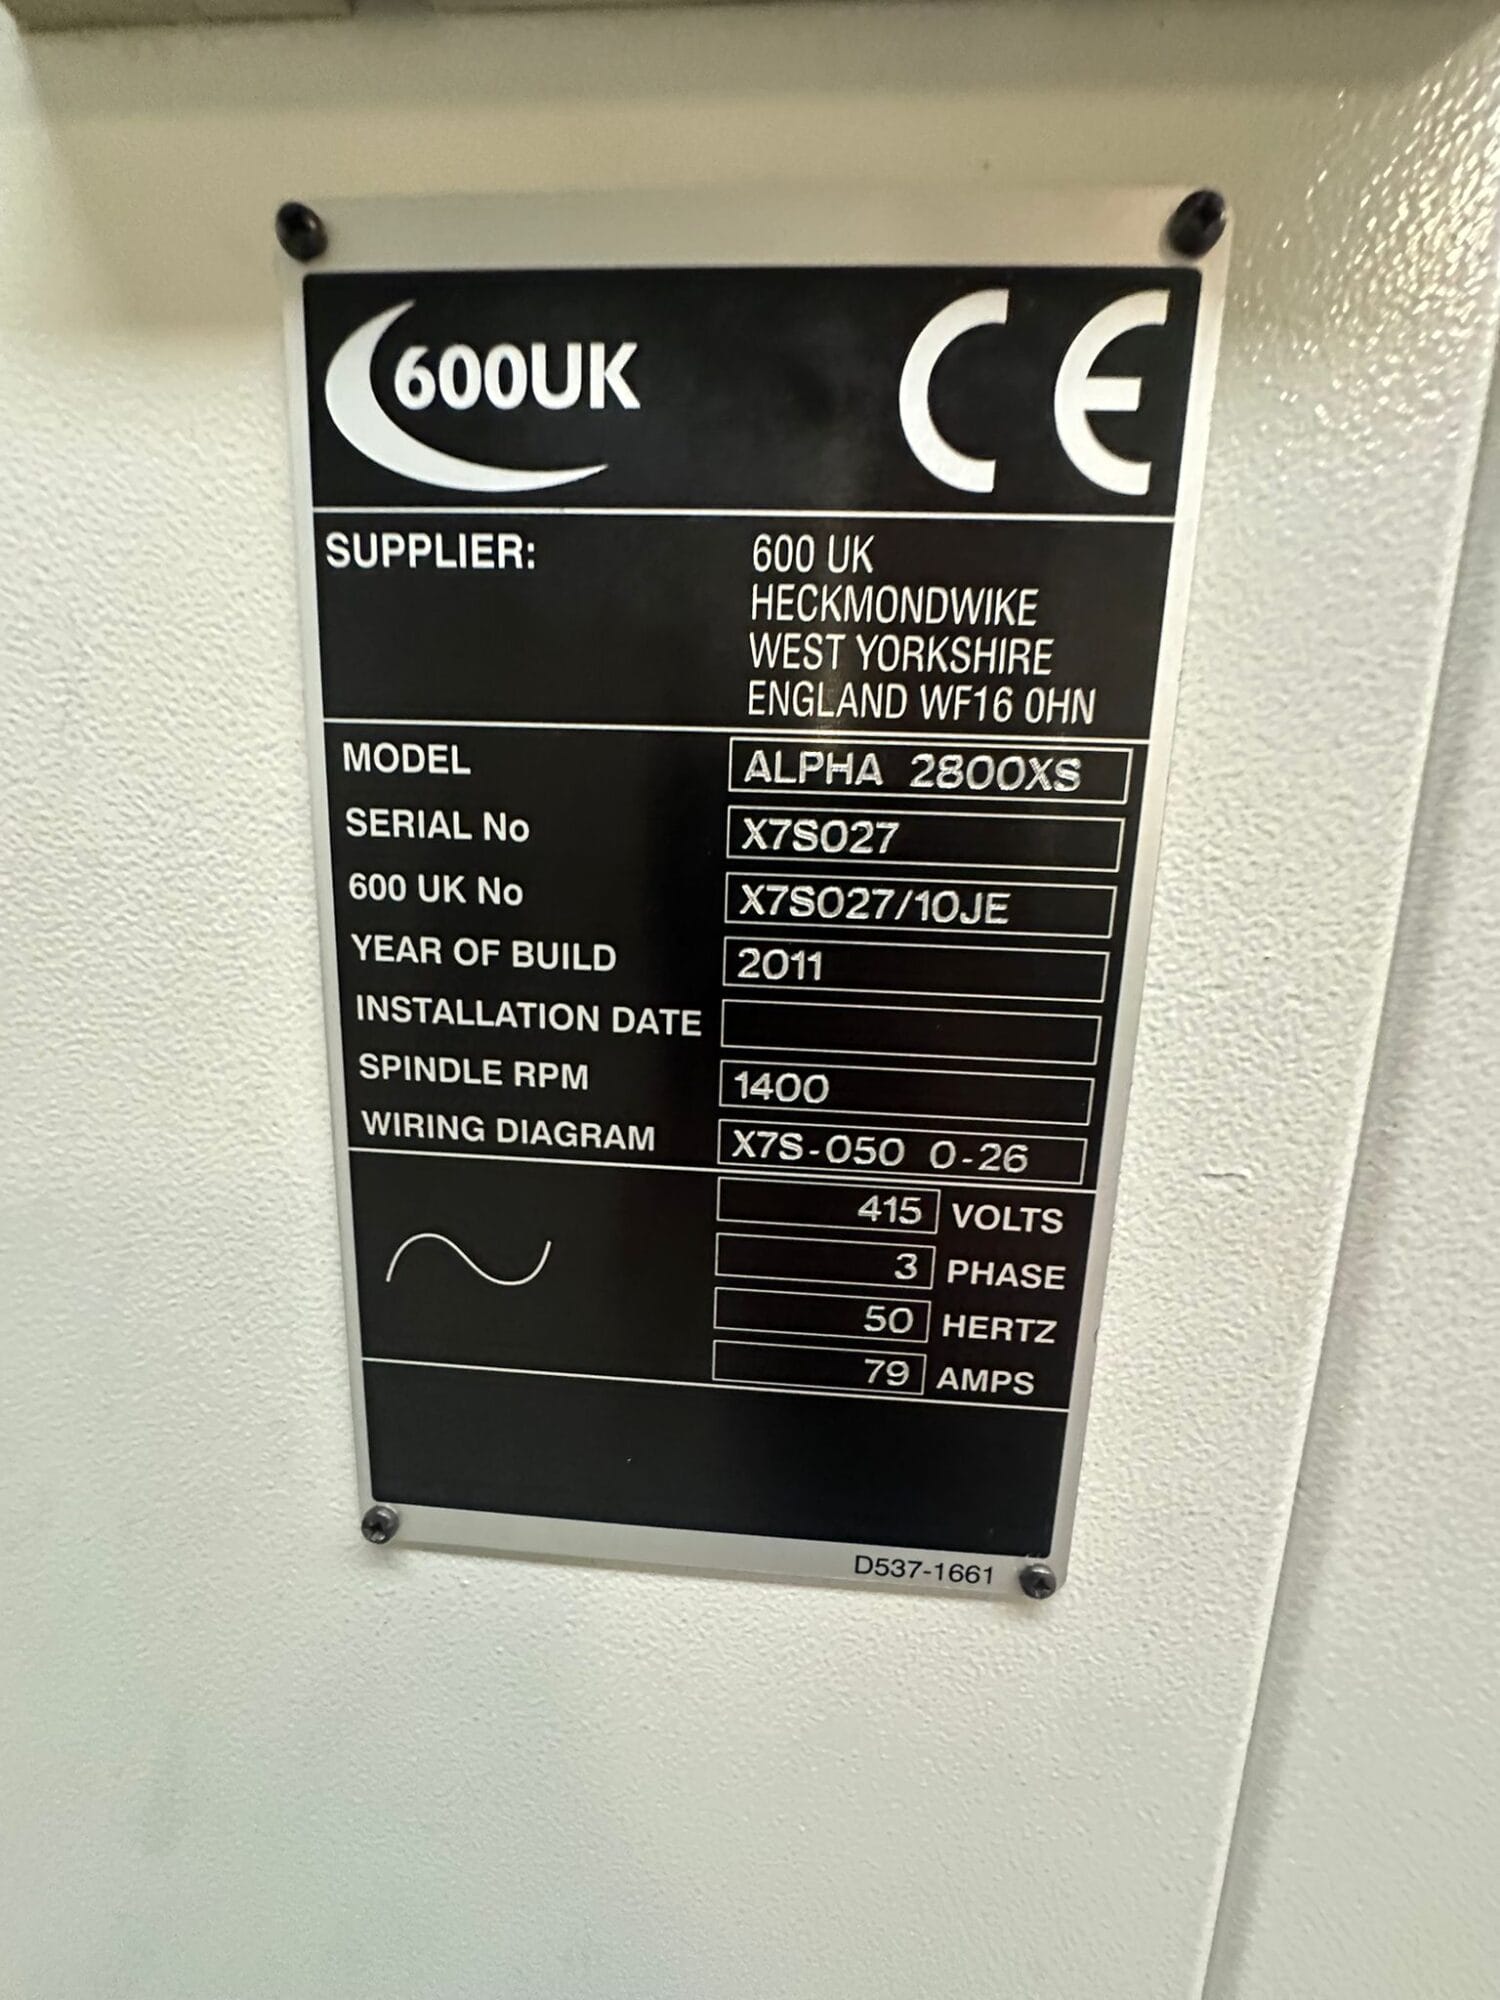 600UK CE
SUPPLIER: 600 UK
HECKMONDWIKE
WEST YORKSHIRE
ENGLAND WF16 0HN
MODEL ALPHA 2800XS
SERIAL No X7S027
600 UK No X7S027/10JE
YEAR OF BUILD 2011
INSTALLATION DATE
SPINDLE RPM 1400
WIRING DIAGRAM X7S-050 0-26
415 VOLTS
3 PHASE
50 HERTZ
79 AMPS
D537-1661